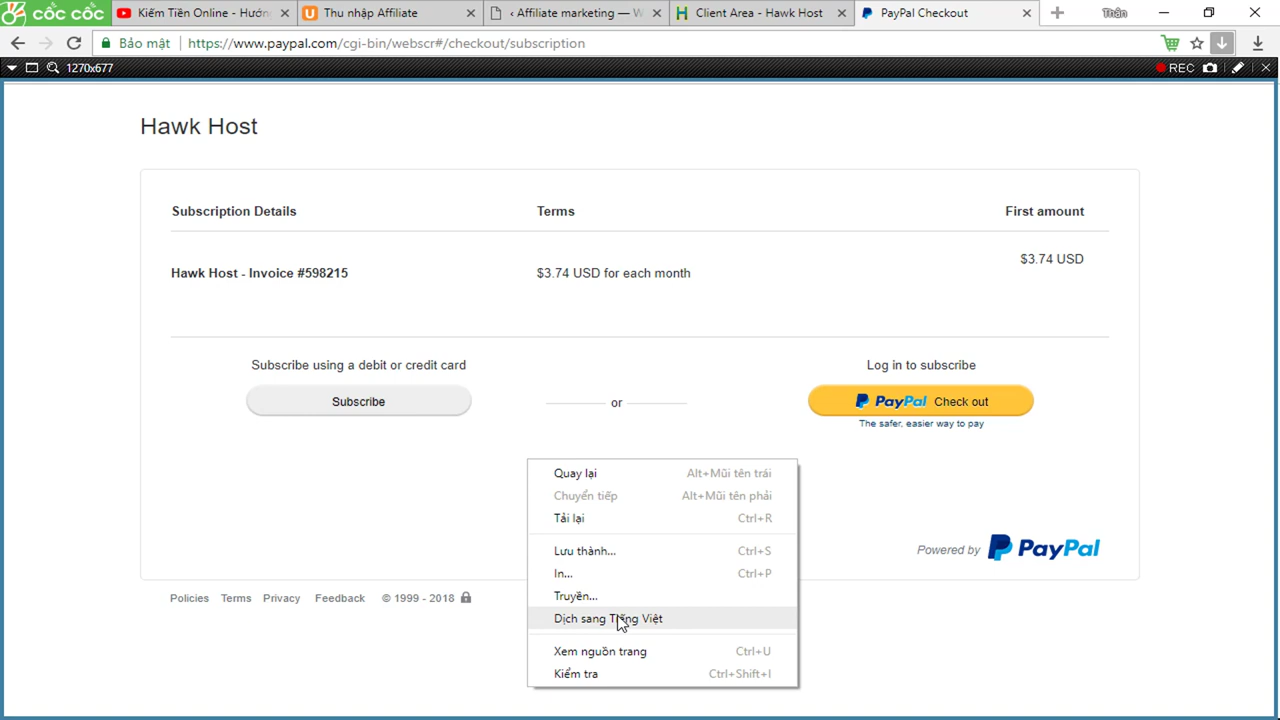 cốc cốc
Kiếm Tiền Online - Hướn
Thu nhập Affiliate
‹ Affiliate marketing — W
Client Area - Hawk Host
PayPal Checkout
Thân
Bảo mật
https://www.paypal.com/cgi-bin/webscr#/checkout/subscription
1270x677
REC
Hawk Host
Subscription Details Terms First amount
$3.74 USD
Hawk Host - Invoice #598215 $3.74 USD for each month
Subscribe using a debit or credit card Log in to subscribe
Subscribe or PayPal Check out
The safer, easier way to pay
Quay lại Alt+Mũi tên trái
Chuyển tiếp Alt+Mũi tên phải
Tải lại Ctrl+R
Lưu thành... Ctrl+S
Powered by PayPal
In... Ctrl+P
Truyền...
Policies Terms Privacy Feedback © 1999 - 2018
Dịch sang Tiếng Việt
Xem nguồn trang Ctrl+U
Kiểm tra Ctrl+Shift+I